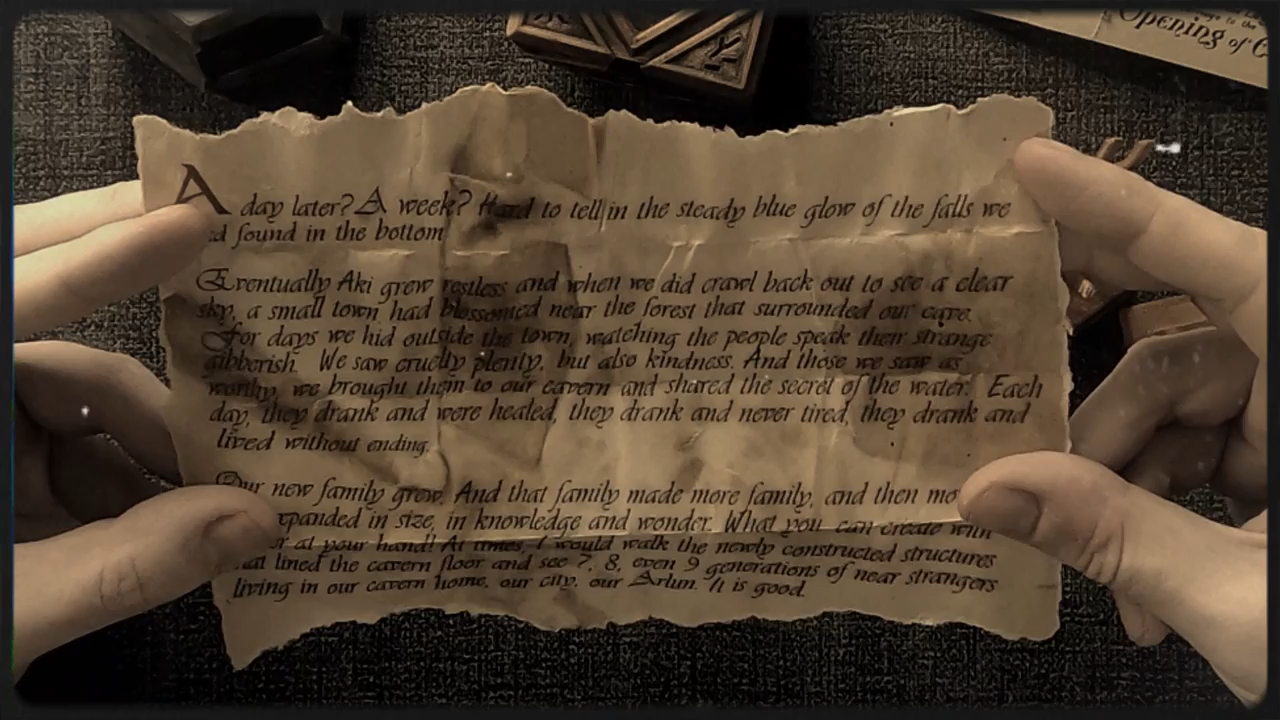 Opening of
A day later? A week? Hard to tell in the steady blue glow of the falls we
found in the bottom
Eventually Aki grew restless and when we did crawl back out to see a clear
sky, a small town had blossomed near the forest that surrounded our cave.
For days we hid outside the town, watching the people speak their strange
gibberish. We saw cruelty plenty, but also kindness. And those we saw as
worthy, we brought them to our cavern and shared the secret of the water. Each
day, they drank and were healed, they drank and never tired, they drank and
lived without ending.
Our new family grew. And that family made more family, and then
in size, in knowledge and wonder. What you can create with
at your hand! At times, I would walk the newly constructed structures
lined the cavern floor and see 7, 8, even 9 generations of near strangers
living in our cavern home, our city, our Arlun. It is good.